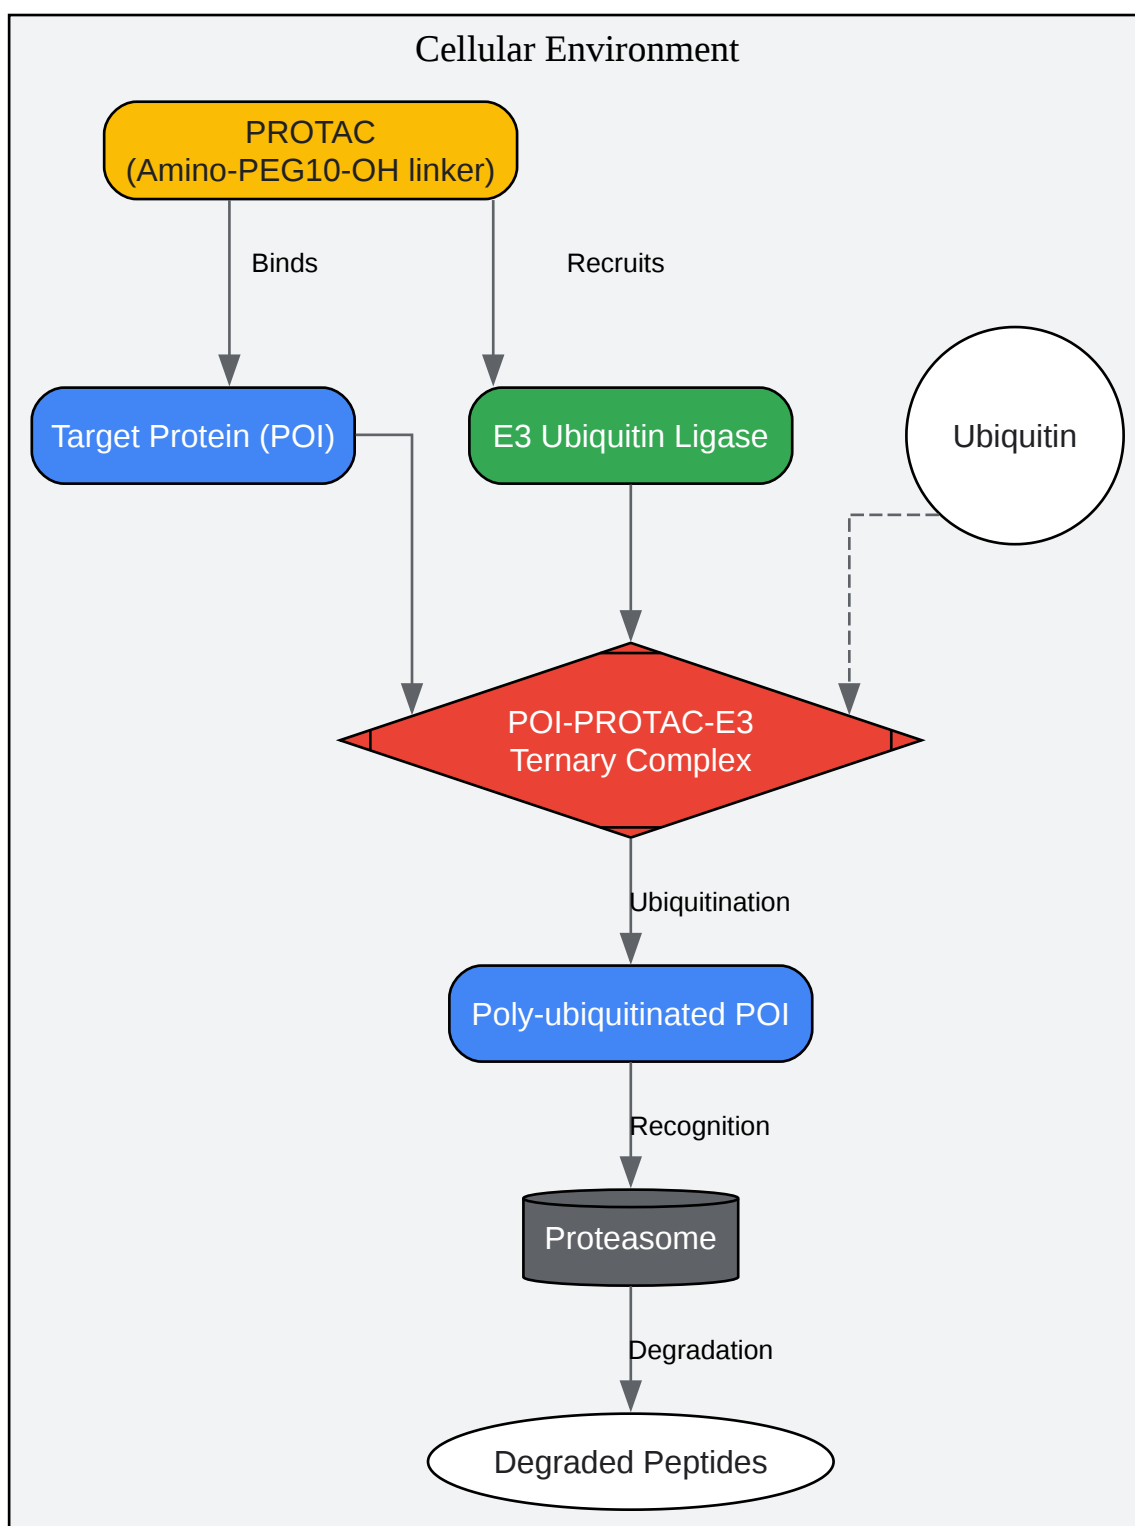 Cellular Environment
PROTAC
(Amino-PEG10-OH linker)
Binds
Recruits
Target Protein (POI)
E3 Ubiquitin Ligase
Ubiquitin
POI-PROTAC-E3
Ternary Complex
Ubiquitination
Poly-ubiquitinated POI
Recognition
Proteasome
Degradation
Degraded Peptides